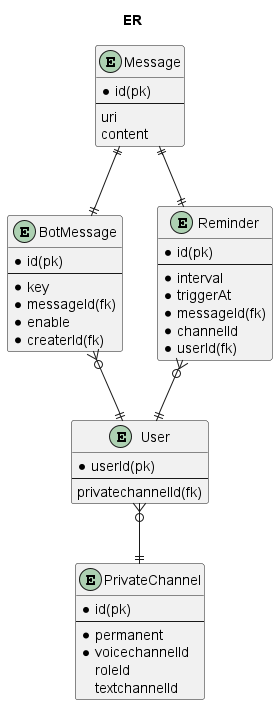 ER
E Message
* id(pk)
uri
content
E BotMessage
* id(pk)
* key
* messageId(fk)
* enable
* createrId(fk)
E Reminder
* id(pk)
* interval
* triggerAt
* messageId(fk)
* channelId
* userId(fk)
E User
* userId(pk)
privatechannelId(fk)
E PrivateChannel
* id(pk)
* permanent
* voicechannelId
roleId
textchannelId